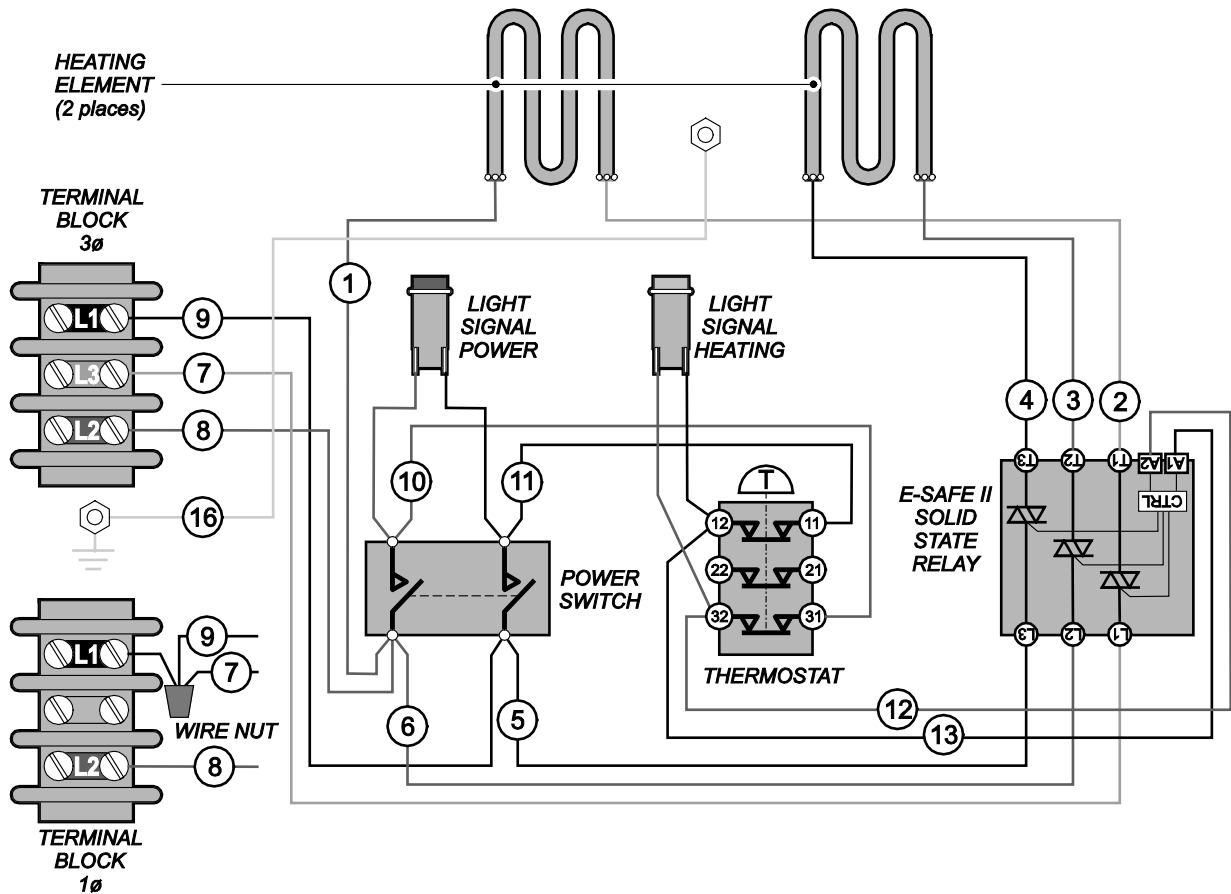 HEATING
ELEMENT
(2 places)
TERMINAL
BLOCK
3ø
1
L1
9
LIGHT
SIGNAL
POWER
LIGHT
SIGNAL
HEATING
L3
7
L2
8
4
3
2
10
11
T3
T2
T1
A2
A1
T
CTRL
16
12
11
E-SAFE II
SOLID
STATE
RELAY
22
21
POWER
SWITCH
32
31
L3
L2
L1
THERMOSTAT
L1
9
7
WIRE NUT
6
5
12
13
L2
8
TERMINAL
BLOCK
1ø